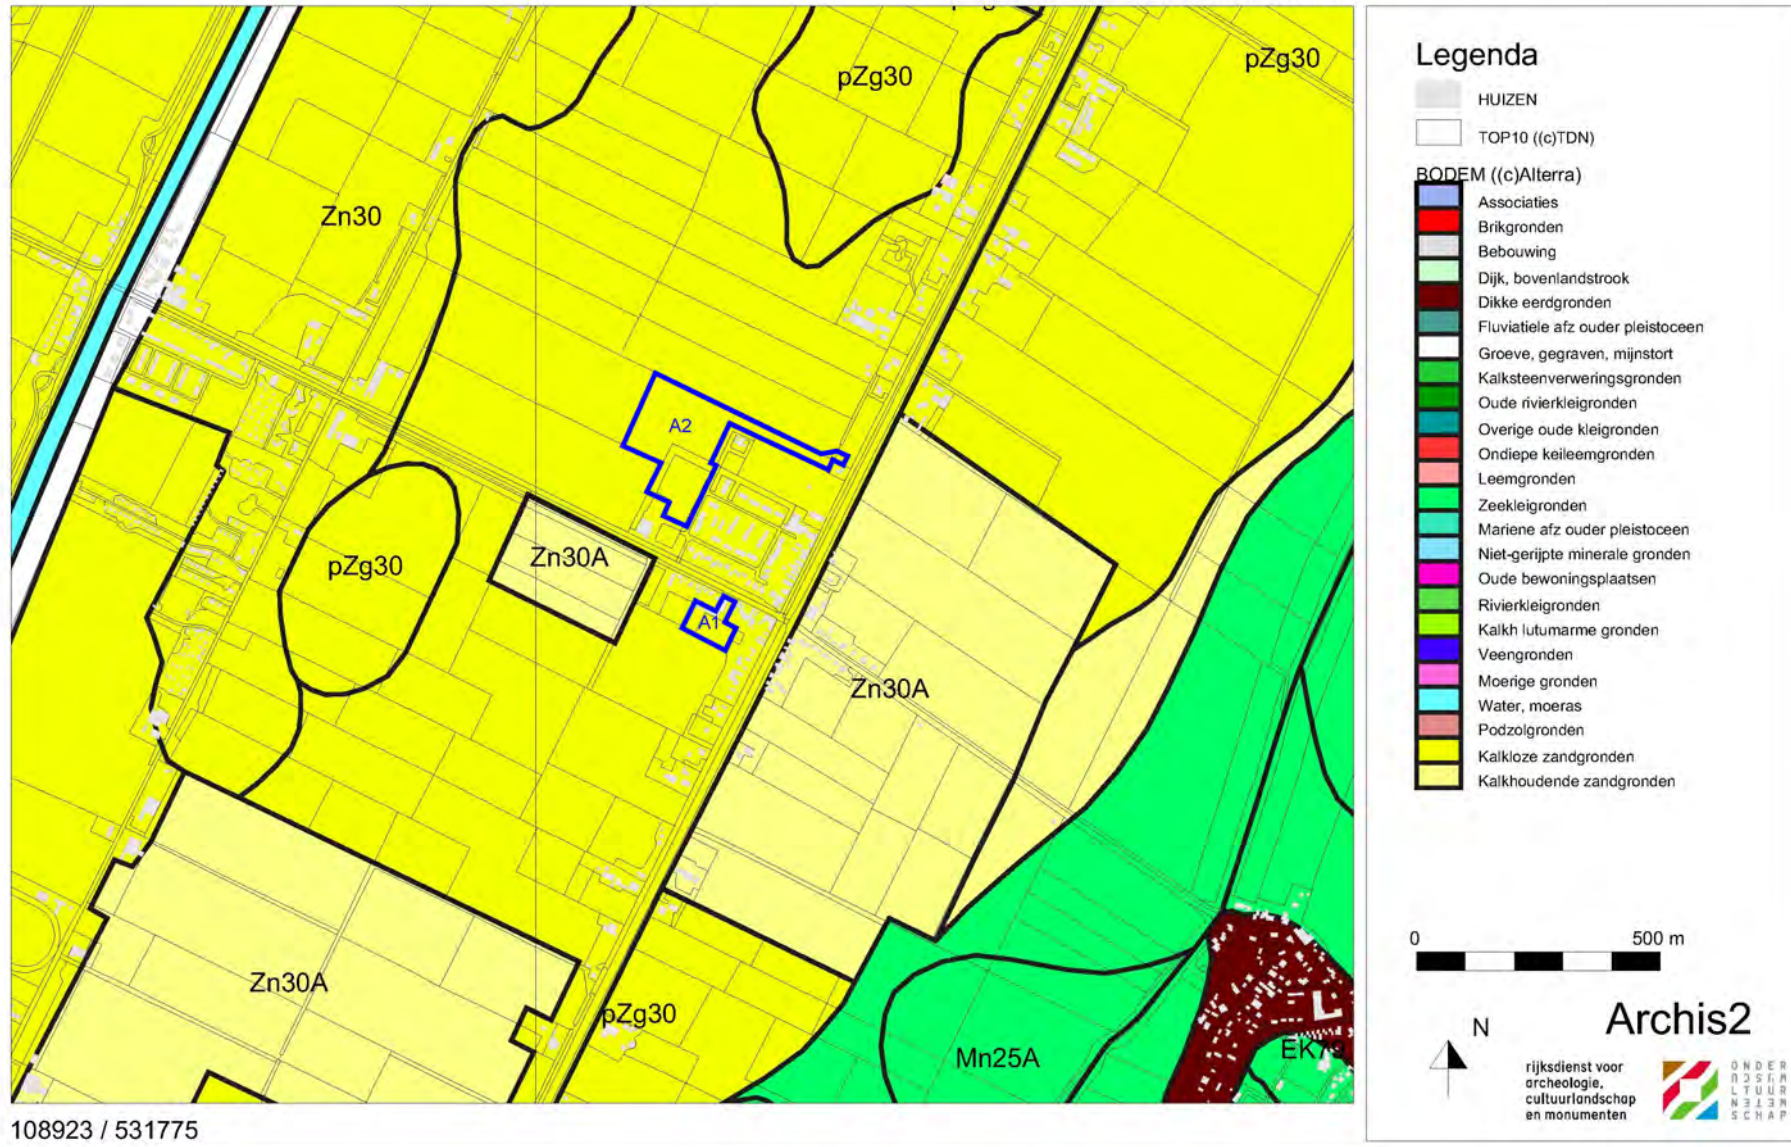 pZg30
pZg30
Zn30
A2
pZg30
Zn30A
A1
Zn30A
Zn30A
pZg30
Mn25A
EK79
108923 / 531775
Legenda
HUIZEN
TOP10 ((c)TDN)
BODEM ((c)Alterra)
Associaties
Brikgronden
Bebouwing
Dijk, bovenlandstrook
Dikke eerdgronden
Fluviatiele afz ouder pleistoceen
Groeve, gegraven, mijnstort
Kalksteenverweringsgronden
Oude rivierkleigronden
Overige oude kleigronden
Ondiepe keileemgronden
Leemgronden
Zeekleigronden
Mariene afz ouder pleistoceen
Niet-gerijpte minerale gronden
Oude bewoningsplaatsen
Rivierkleigronden
Kalkh lutumarme gronden
Veengronden
Moerige gronden
Water, moeras
Podzolgronden
Kalkloze zandgronden
Kalkhoudende zandgronden
0 500 m
N
Archis2
rijksdienst voor
archeologie,
cultuurlandschap
en monumenten
ONDER